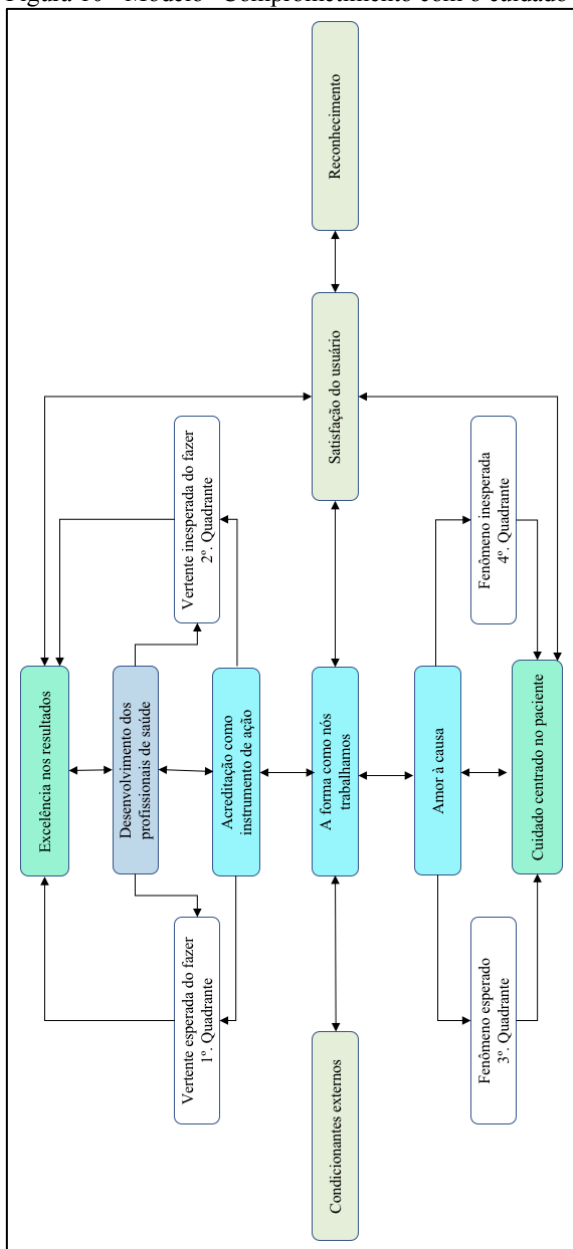 Figura 10 - Modelo “Comprometimento com o cuidado
Excelência nos resultados
Desenvolvimento dos
profissionais de saúde
Vertente esperada do fazer
1º. Quadrante
Vertente inesperada do fazer
2º. Quadrante
Acreditação como
instrumento de ação
Condicionantes externos
A forma como nós
trabalhamos
Satisfação do usuário
Reconhecimento
Amor à causa
Fenômeno esperado
3º. Quadrante
Fenômeno inesperada
4º. Quadrante
Cuidado centrado no paciente